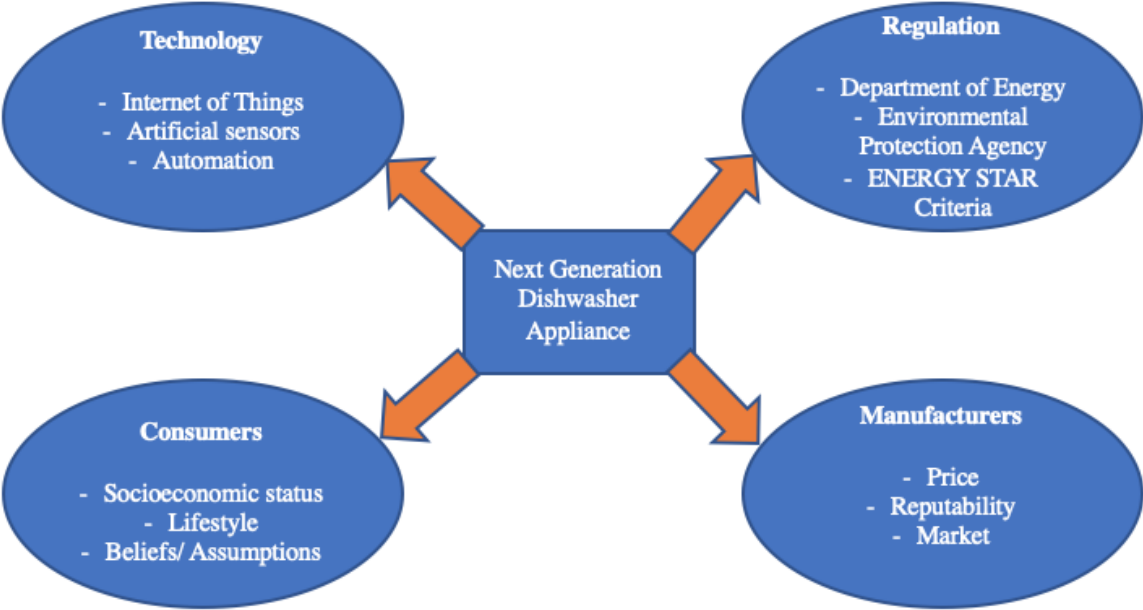 Technology
- Internet of Things
- Artificial sensors
- Automation
Regulation
- Department of Energy
- Environmental
Protection Agency
- ENERGY STAR
Criteria
Next Generation
Dishwasher
Appliance
Consumers
- Socioeconomic status
- Lifestyle
- Beliefs/ Assumptions
Manufacturers
- Price
- Reputability
- Market